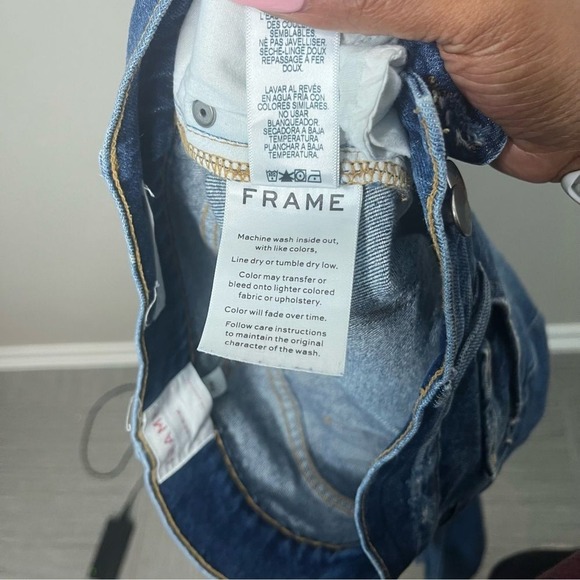 DES COULEURS
SEMBLABLES
NE PAS JAVELLISER
SÈCHE-LINGE DOUX
REPASSAGE À FER
DOUX.
LAVAR AL REVÉS
EN AGUA FRIA CON
COLORES SIMILARES.
NO USAR
BLANQUEADOR.
SECADORA A BAJA
TEMPERATURA
PLANCHAR A BAJA
TEMPERATURA.
FRAME
Machine wash inside out,
with like colors,
Line dry or tumble dry low.
Color may transfer or
bleed onto lighter colored
fabric or upholstery.
Color will fade over time.
Follow care instructions
to maintain the original
character of the wash.